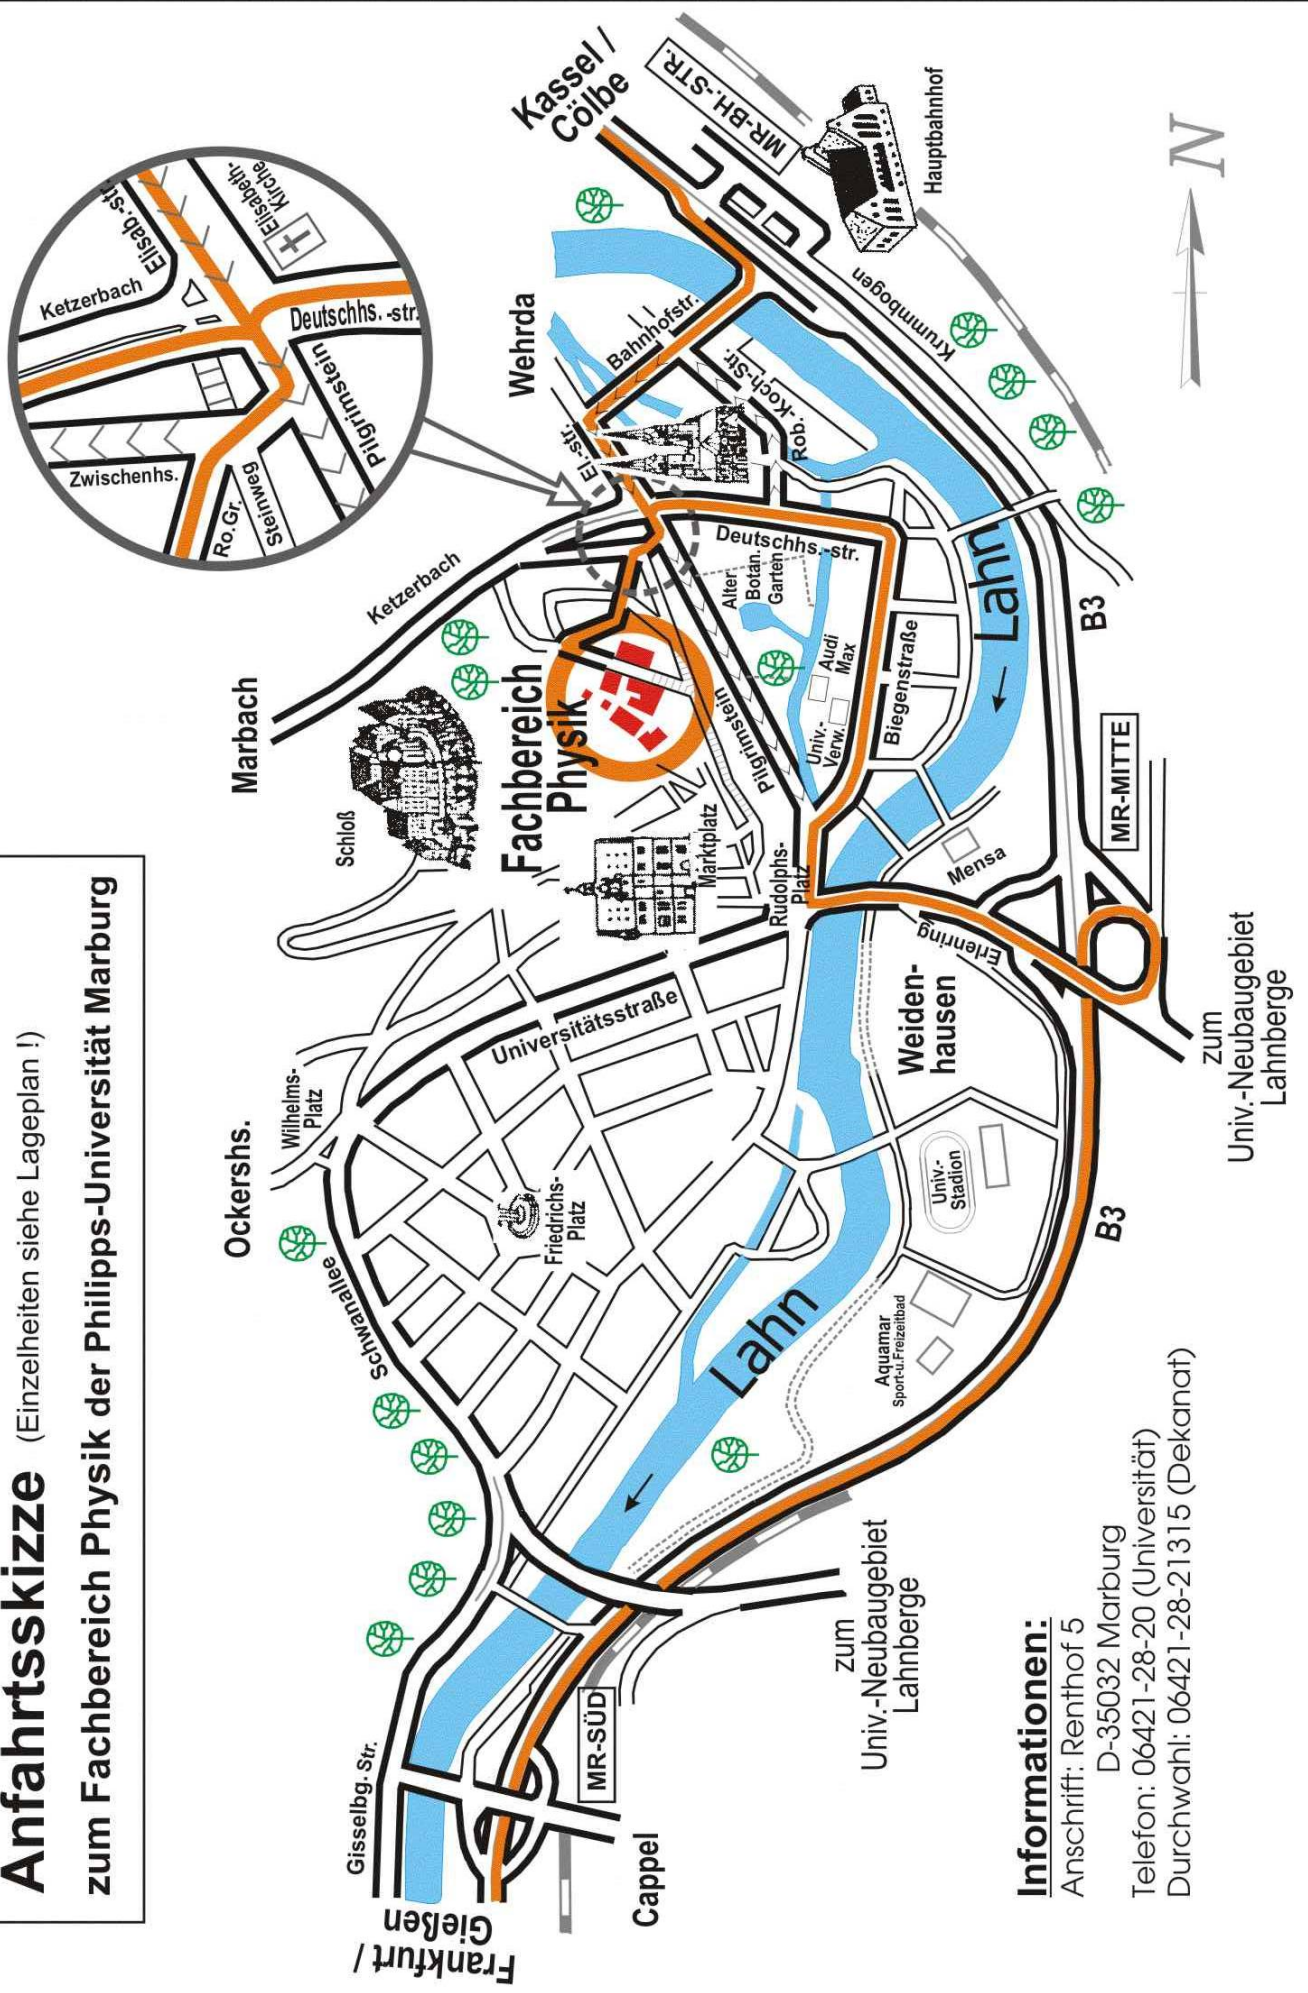 Anfahrtsskizze (Einzelheiten siehe Lageplan !)
zum Fachbereich Physik der Philipps-Universität Marburg
Ketzerbach
Elisab.-str.
Elisabeth-
Kirche
Deutschhs. -str.
Pilgrimstein
Zwischenhs.
Ro.Gr.
Steinweg
Kassel /
Cölbe
MR-BH.-STR.
Hauptbahnhof
N
Wehrda
Bahnhofstr.
Krummbogen
El-str.
Rob.-Koch-Str.
Ketzerbach
Deutschhs.-str.
Alter
Botan.
Garten
Lahn
B3
Marbach
Schloß
Fachbereich
Physik
Pilgrimstein
Audi
Max
Univ.-
Verw.
Biegenstraße
MR-MITTE
Marktplatz
Rudolphs-
Platz
Mensa
Erlenring
Weiden-
hausen
zum
Univ.-Neubaugebiet
Lahnberge
Universitätsstraße
Wilhelms-
Platz
Ockershs.
Friedrichs-
Platz
Univ.-
Stadion
B3
Schwanallee
Lahn
Aquamar
Sport-u.Freizeitbad
zum
Univ.-Neubaugebiet
Lahnberge
MR-SÜD
Gisselbg. Str.
Cappel
Frankfurt /
Gießen
Informationen:
Anschrift: Renthof 5
D-35032 Marburg
Telefon: 06421-28-20 (Universität)
Durchwahl: 06421-28-21315 (Dekanat)